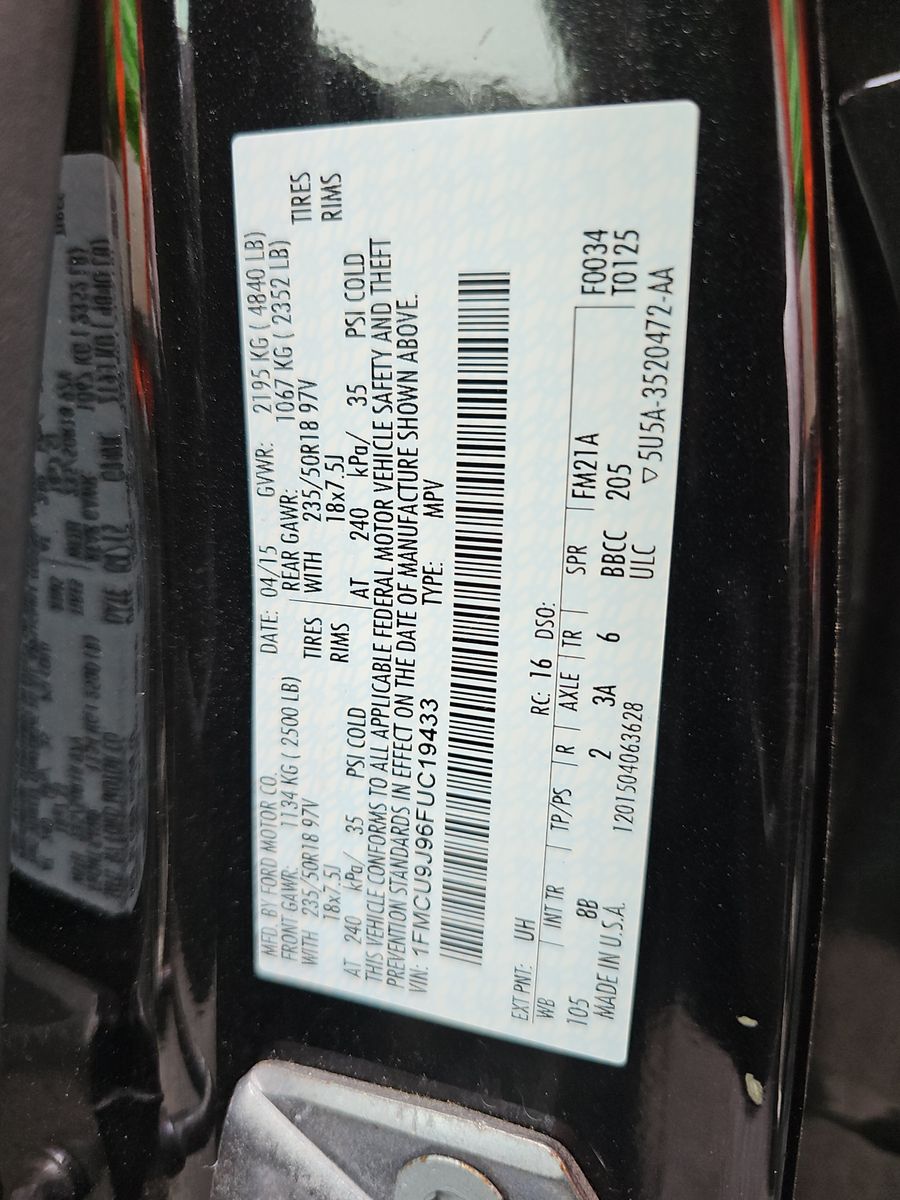 MFD. BY FORD MOTOR CO. DATE: 04/15 GVWR: 2195 KG ( 4840 LB)
FRONT GAWR: 1134 KG ( 2500 LB) REAR GAWR: 1067 KG ( 2352 LB)
WITH 235/50R18 97V TIRES WITH 235/50R18 97V TIRES
18x7.5J RIMS 18x7.5J RIMS
AT 240 kPa/ 35 PSI COLD AT 240 kPa/ 35 PSI COLD
THIS VEHICLE CONFORMS TO ALL APPLICABLE FEDERAL MOTOR VEHICLE SAFETY AND THEFT
PREVENTION STANDARDS IN EFFECT ON THE DATE OF MANUFACTURE SHOWN ABOVE.
VIN: 1FMCU9J96FUC19433 TYPE: MPV
EXT PNT: UH RC: 16 DSO:
WB INT TR TP/PS R AXLE TR SPR FM21A F0034
105 8B 2 3A 6 BBCC 205 T0125
MADE IN U.S.A. 1201504063628 ULC ▽5U5A-3520472-AA